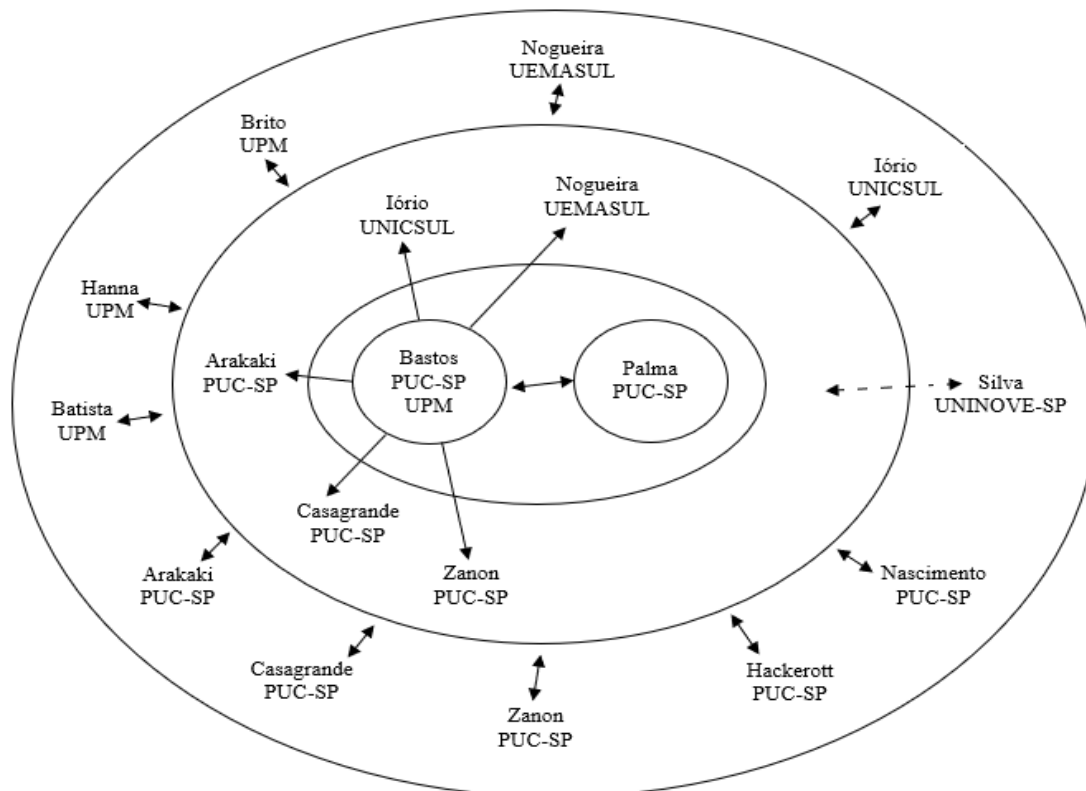 Nogueira
UEMASUL
Brito
UPM
Iório
UNICSUL
Nogueira
UEMASUL
Iório
UNICSUL
Hanna
UPM
Arakaki
PUC-SP
Bastos
PUC-SP
UPM
Palma
PUC-SP
Silva
UNINOVE-SP
Batista
UPM
Casagrande
PUC-SP
Zanon
PUC-SP
Arakaki
PUC-SP
Nascimento
PUC-SP
Casagrande
PUC-SP
Hackerott
PUC-SP
Zanon
PUC-SP